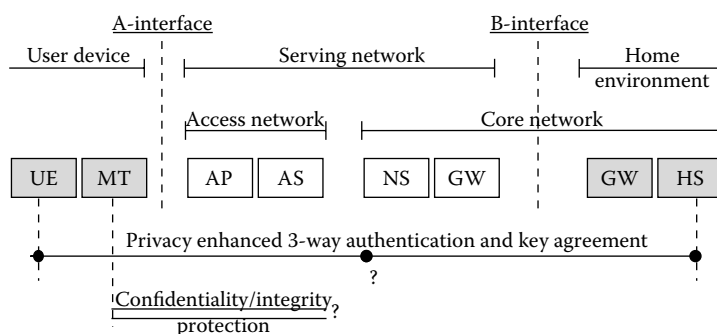 A-interface B-interface
User device Serving network Home
environment
Access network Core network
UE MT AP AS NS GW GW HS
Privacy enhanced 3-way authentication and key agreement
?
Confidentiality/integrity ?
protection